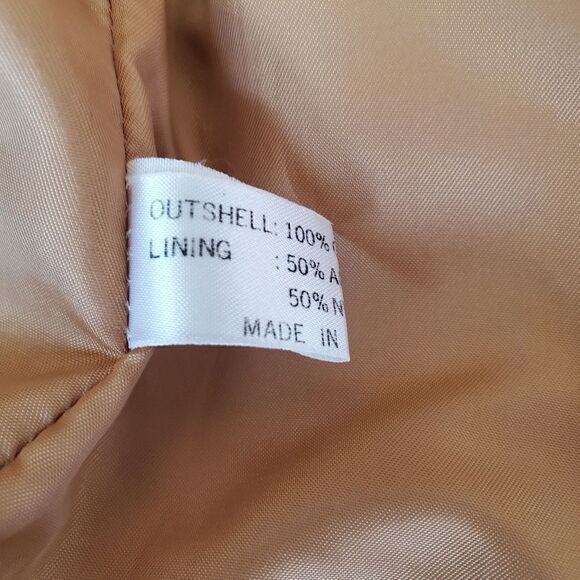 OUTSHELL: 100%
LINING : 50% A
50% N
MADE iN